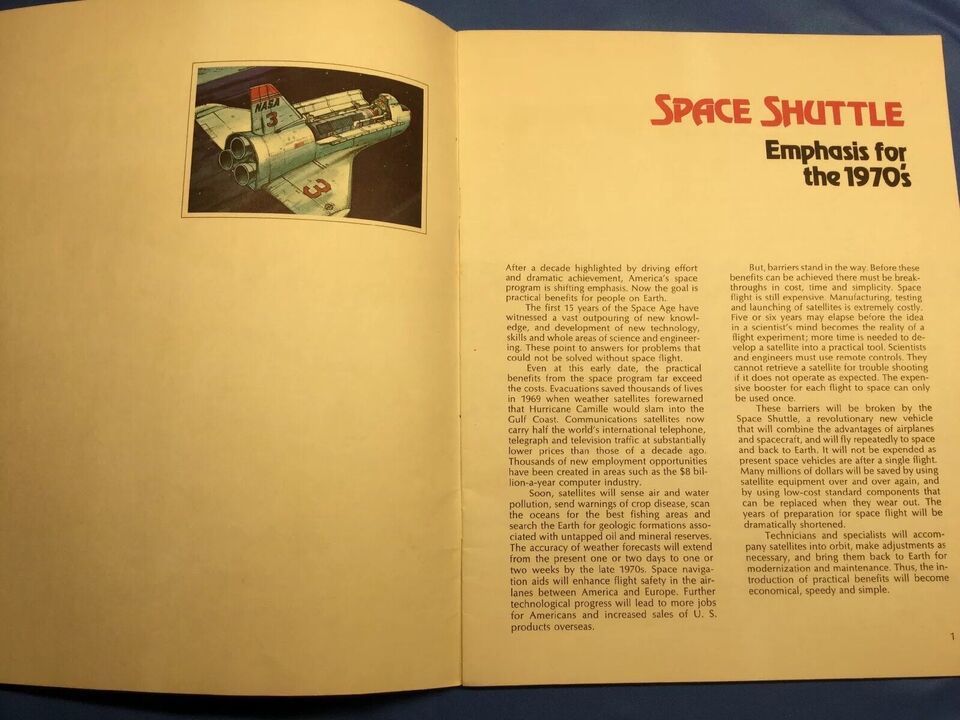 NASA
3
3
SPACE SHUTTLE
Emphasis for
the 1970's
After a decade highlighted by driving effort
and dramatic achievement, America's space
program is shifting emphasis. Now the goal is
practical benefits for people on Earth.
The first 15 years of the Space Age have
witnessed a vast outpouring of new knowl-
edge, and development of new technology,
skills and whole areas of science and engineer-
ing. These point to answers for problems that
could not be solved without space flight.
Even at this early date, the practical
benefits from the space program far exceed
the costs. Evacuations saved thousands of lives
in 1969 when weather satellites forewarned
that Hurricane Camille would slam into the
Gulf Coast. Communications satellites now
carry half the world's international telephone,
telegraph and television traffic at substantially
lower prices than those of a decade ago.
Thousands of new employment opportunities
have been created in areas such as the $8 bil-
lion-a-year computer industry.
Soon, satellites will sense air and water
pollution, send warnings of crop disease, scan
the oceans for the best fishing areas and
search the Earth for geologic formations asso-
ciated with untapped oil and mineral reserves.
The accuracy of weather forecasts will extend
from the present one or two days to one or
two weeks by the late 1970s. Space naviga-
tion aids will enhance flight safety in the air-
lanes between America and Europe. Further
technological progress will lead to more jobs
for Americans and increased sales of U. S.
products overseas.
But, barriers stand in the way. Before these
benefits can be achieved there must be break-
throughs in cost, time and simplicity. Space
flight is still expensive. Manufacturing, testing
and launching of satellites is extremely costly.
Five or six years may elapse before the idea
in a scientist's mind becomes the reality of a
flight experiment; more time is needed to de-
velop a satellite into a practical tool. Scientists
and engineers must use remote controls. They
cannot retrieve a satellite for trouble shooting
if it does not operate as expected. The expen-
sive booster for each flight to space can only
be used once.
These barriers will be broken by the
Space Shuttle, a revolutionary new vehicle
that will combine the advantages of airplanes
and spacecraft, and will fly repeatedly to space
and back to Earth. It will not be expended as
present space vehicles are after a single flight.
Many millions of dollars will be saved by using
satellite equipment over and over again, and
by using low-cost standard components that
can be replaced when they wear out. The
years of preparation for space flight will be
dramatically shortened.
Technicians and specialists will accom-
pany satellites into orbit, make adjustments as
necessary, and bring them back to Earth for
modernization and maintenance. Thus, the in-
troduction of practical benefits will become
economical, speedy and simple.
1